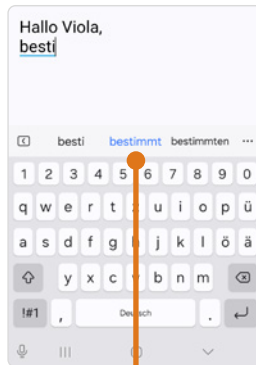 Hallo Viola,
besti
besti bestimmt bestimmten ...
1 2 3 4 5 6 7 8 9 0
q w e r t u i o p ü
a s d f g j k l ö ä
y x c b n m
!#1 , Deutsch .